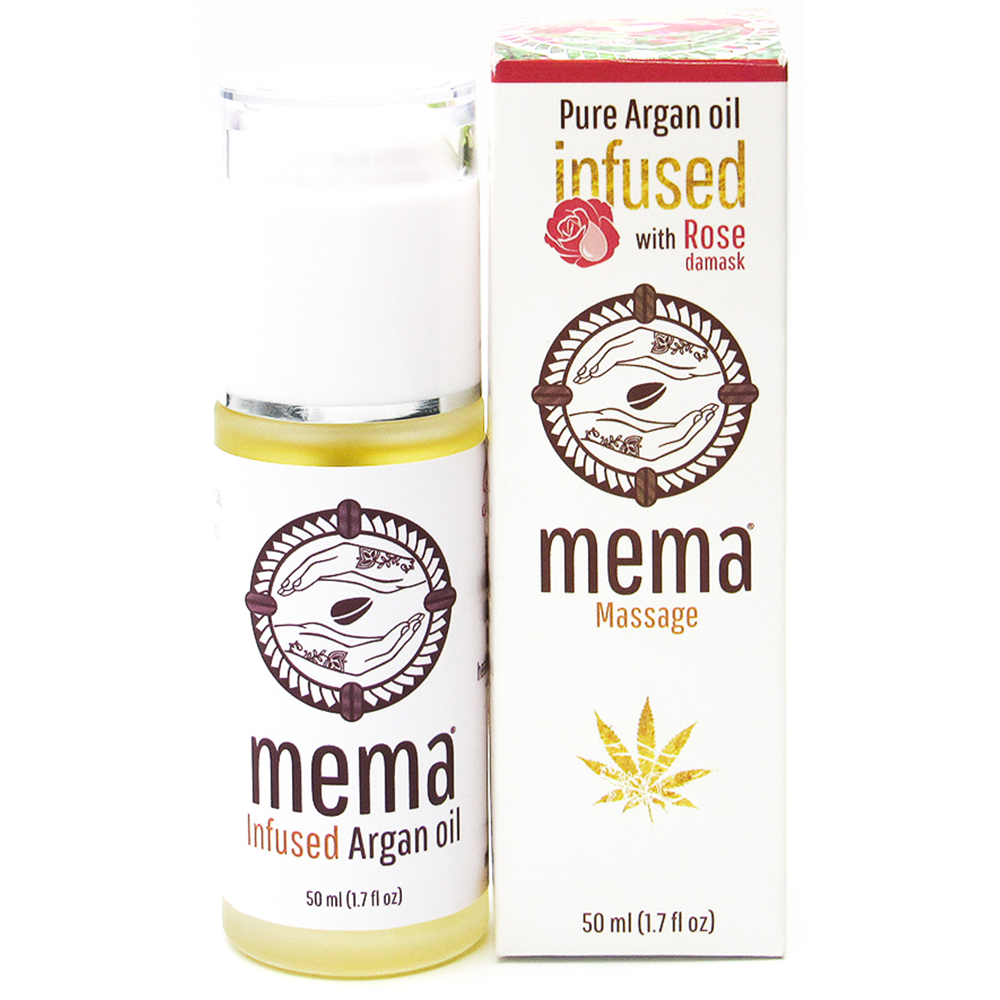 Pure Argan oil
infused
with Rose
damask
mema®
Massage
50 ml (1.7 fl oz)
mema®
Infused Argan oil
50 ml (1.7 fl oz)